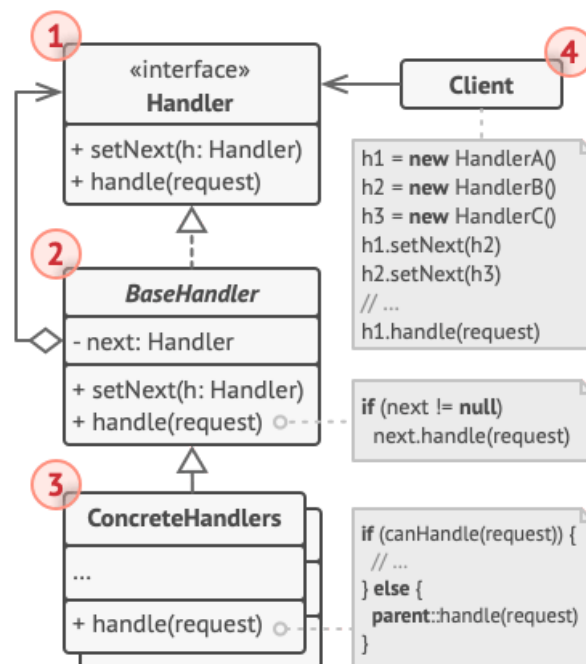 1
«interface»
Handler
+ setNext(h: Handler)
+ handle(request)
4
Client
h1 = new HandlerA()
h2 = new HandlerB()
h3 = new HandlerC()
h1.setNext(h2)
h2.setNext(h3)
// ...
h1.handle(request)
2
BaseHandler
- next: Handler
+ setNext(h: Handler)
+ handle(request)
if (next != null)
next.handle(request)
3
ConcreteHandlers
...
+ handle(request)
if (canHandle(request)) {
// ...
} else {
parent::handle(request)
}